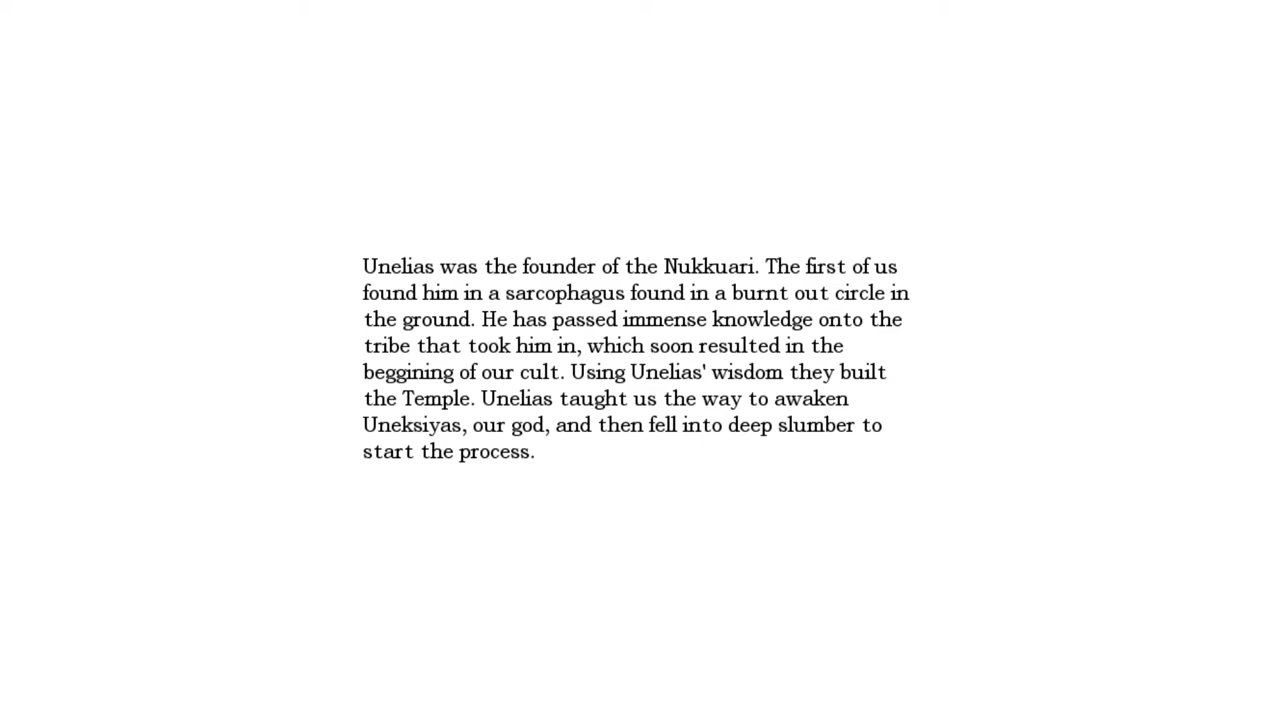 Unelias was the founder of the Nukkuari. The first of us
found him in a sarcophagus found in a burnt out circle in
the ground. He has passed immense knowledge onto the
tribe that took him in, which soon resulted in the
beggining of our cult. Using Unelias' wisdom they built
the Temple. Unelias taught us the way to awaken
Uneksiyas, our god, and then fell into deep slumber to
start the process.